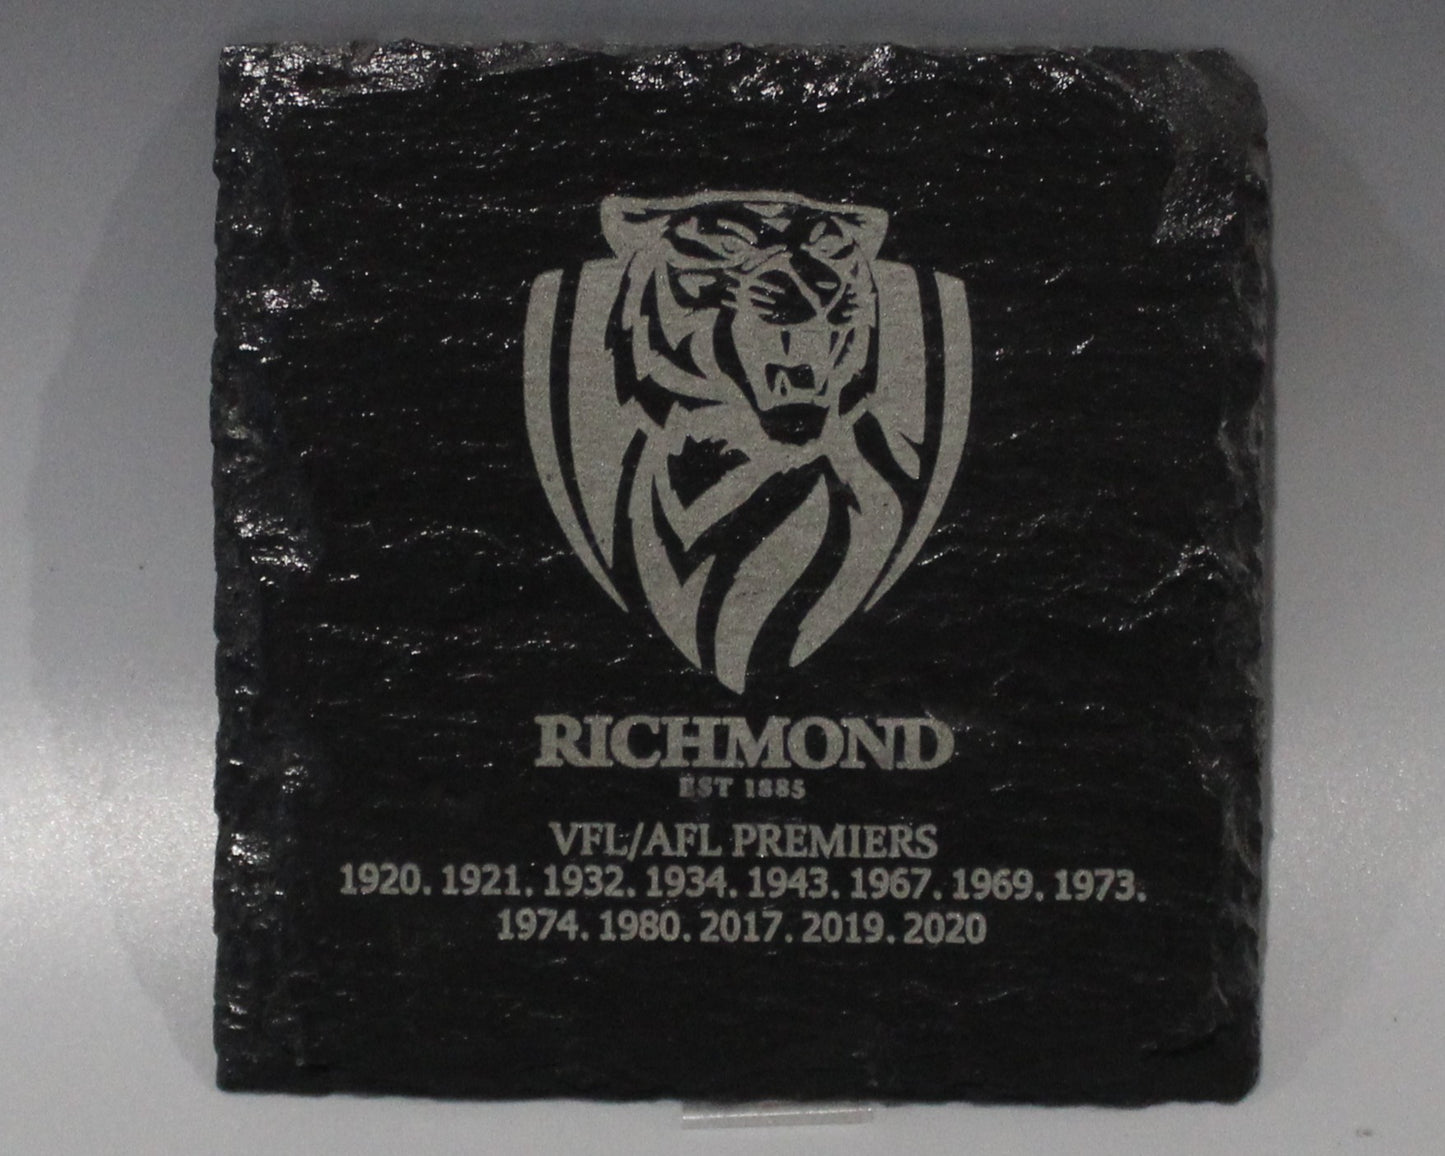 RICHMOND
EST 1885
VFL/AFL PREMIERS
1920. 1921. 1932. 1934. 1943. 1967. 1969. 1973.
1974. 1980. 2017. 2019. 2020